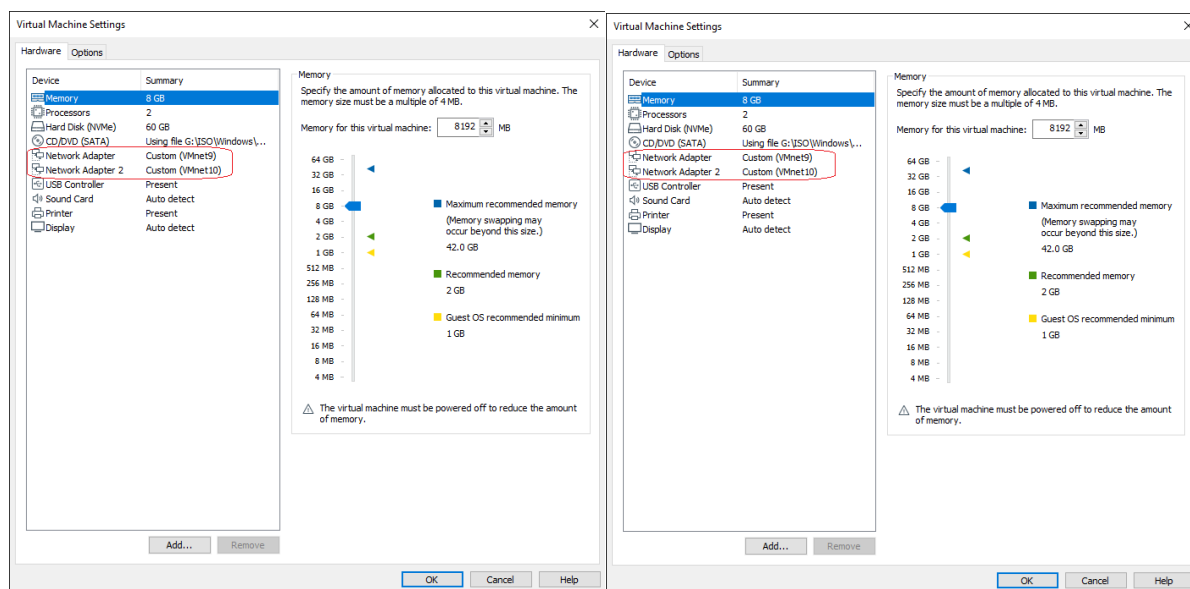 Virtual Machine Settings
Hardware Options
Device Summary
Memory 8 GB
Processors 2
Hard Disk (NVMe) 60 GB
CD/DVD (SATA) Using file G:\ISO\Windows\...
Network Adapter Custom (VMnet9)
Network Adapter 2 Custom (VMnet10)
USB Controller Present
Sound Card Auto detect
Printer Present
Display Auto detect
Add... Remove
Memory
Specify the amount of memory allocated to this virtual machine. The
memory size must be a multiple of 4 MB.
Memory for this virtual machine: 8192 MB
64 GB
32 GB
16 GB
8 GB
4 GB
2 GB
1 GB
512 MB
256 MB
128 MB
64 MB
32 MB
16 MB
8 MB
4 MB
Maximum recommended memory
(Memory swapping may
occur beyond this size.)
42.0 GB
Recommended memory
2 GB
Guest OS recommended minimum
1 GB
The virtual machine must be powered off to reduce the amount
of memory.
OK Cancel Help
Virtual Machine Settings
Hardware Options
Device Summary
Memory 8 GB
Processors 2
Hard Disk (NVMe) 60 GB
CD/DVD (SATA) Using file G:\ISO\Windows\...
Network Adapter Custom (VMnet9)
Network Adapter 2 Custom (VMnet10)
USB Controller Present
Sound Card Auto detect
Printer Present
Display Auto detect
Add... Remove
Memory
Specify the amount of memory allocated to this virtual machine. The
memory size must be a multiple of 4 MB.
Memory for this virtual machine: 8192 MB
64 GB
32 GB
16 GB
8 GB
4 GB
2 GB
1 GB
512 MB
256 MB
128 MB
64 MB
32 MB
16 MB
8 MB
4 MB
Maximum recommended memory
(Memory swapping may
occur beyond this size.)
42.0 GB
Recommended memory
2 GB
Guest OS recommended minimum
1 GB
The virtual machine must be powered off to reduce the amount
of memory.
OK Cancel Help